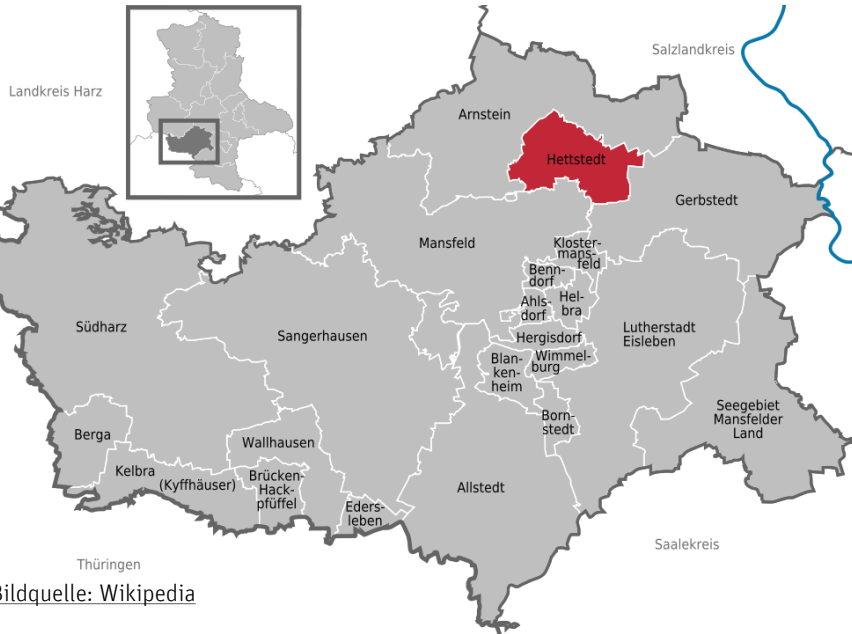 Salzlandkreis
Landkreis Harz
Arnstein
Hettstedt
Gerbstedt
Mansfeld
Kloster-
mans-
feld
Benn-
dorf
Ahls-
dorf
Hel-
bra
Südharz
Sangerhausen
Lutherstadt
Eisleben
Hergisdorf
Blan-
ken-
heim
Wimmel-
burg
Seegebiet
Mansfelder
Land
Born-
stedt
Berga
Wallhausen
Kelbra
(Kyffhäuser)
Brücken-
Hack-
pfüffel
Allstedt
Eders-
leben
Saalekreis
Thüringen
Bildquelle: Wikipedia